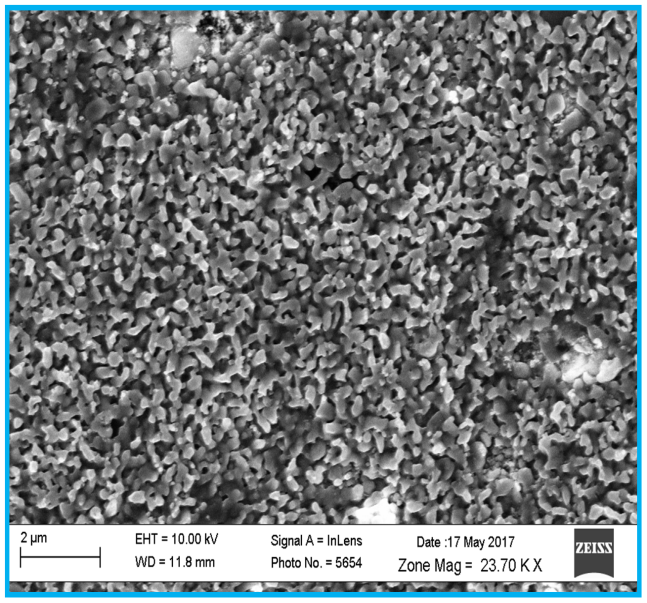 2 µm
EHT = 10.00 kV
Signal A = InLens
Date :17 May 2017
WD = 11.8 mm
Photo No. = 5654
Zone Mag = 23.70 K X
ZEISS